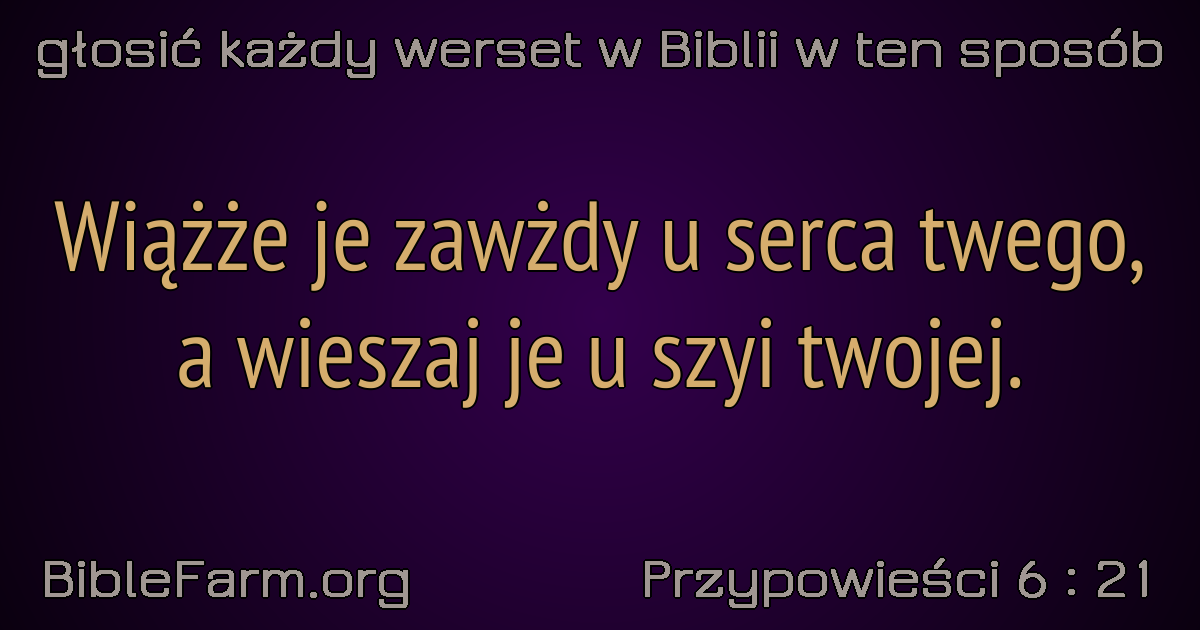 głosić każdy werset w Biblii w ten sposób
Wiążże je zawżdy u serca twego,
a wieszaj je u szyi twojej.
BibleFarm.org
Przypowieści 6 : 21